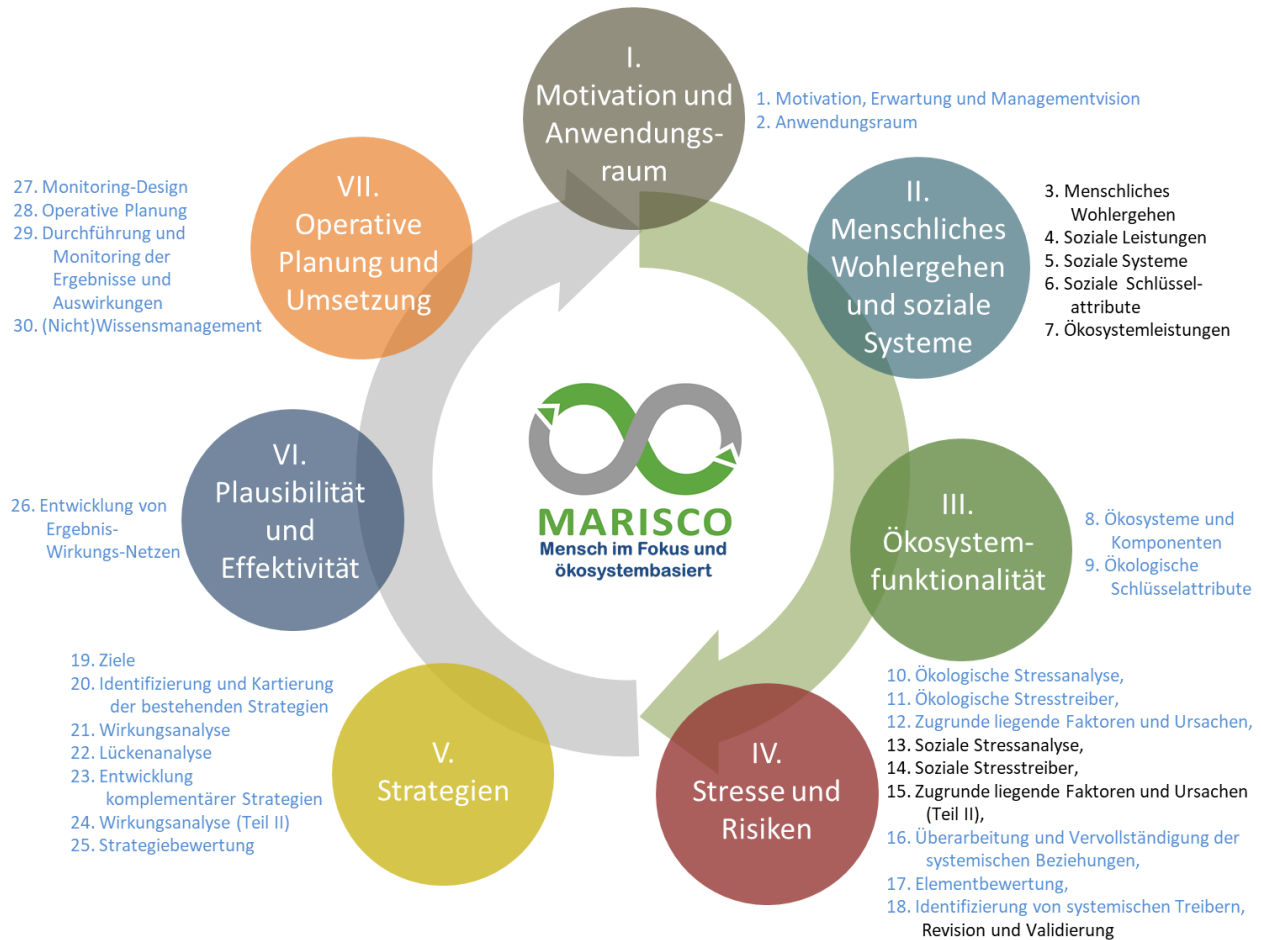 I.
Motivation und
Anwendungs-
raum
1. Motivation, Erwartung und Managementvision
2. Anwendungsraum
II.
Menschliches
Wohlergehen
und soziale
Systeme
3. Menschliches
Wohlergehen
4. Soziale Leistungen
5. Soziale Systeme
6. Soziale Schlüssel-
attribute
7. Ökosystemleistungen
III.
Ökosystem-
funktionalität
8. Ökosysteme und
Komponenten
9. Ökologische
Schlüsselattribute
IV.
Stresse und
Risiken
10. Ökologische Stressanalyse,
11. Ökologische Stresstreiber,
12. Zugrunde liegende Faktoren und Ursachen,
13. Soziale Stressanalyse,
14. Soziale Stresstreiber,
15. Zugrunde liegende Faktoren und Ursachen
(Teil II),
16. Überarbeitung und Vervollständigung der
systemischen Beziehungen,
17. Elementbewertung,
18. Identifizierung von systemischen Treibern,
Revision und Validierung
V.
Strategien
19. Ziele
20. Identifizierung und Kartierung
der bestehenden Strategien
21. Wirkungsanalyse
22. Lückenanalyse
23. Entwicklung
komplementärer Strategien
24. Wirkungsanalyse (Teil II)
25. Strategiebewertung
VI.
Plausibilität
und
Effektivität
26. Entwicklung von
Ergebnis-
Wirkungs-Netzen
VII.
Operative
Planung und
Umsetzung
27. Monitoring-Design
28. Operative Planung
29. Durchführung und
Monitoring der
Ergebnisse und
Auswirkungen
30. (Nicht)Wissensmanagement
MARISCO
Mensch im Fokus und
ökosystembasiert